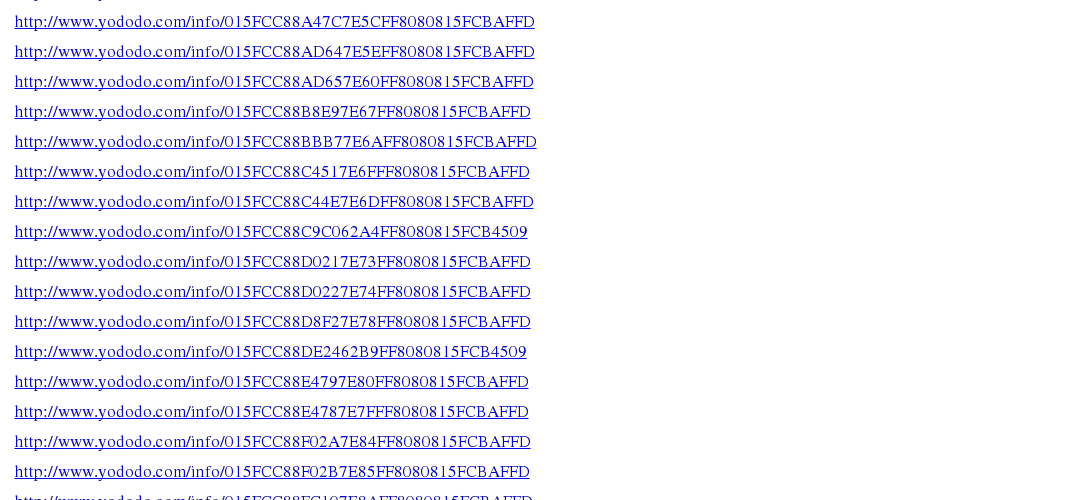 http://www.yododo.com/info/015FCC88A47C7E5CFF8080815FCBAFFD
http://www.yododo.com/info/015FCC88AD647E5EFF8080815FCBAFFD
http://www.yododo.com/info/015FCC88AD657E60FF8080815FCBAFFD
http://www.yododo.com/info/015FCC88B8E97E67FF8080815FCBAFFD
http://www.yododo.com/info/015FCC88BBB77E6AFF8080815FCBAFFD
http://www.yododo.com/info/015FCC88C4517E6FFF8080815FCBAFFD
http://www.yododo.com/info/015FCC88C44E7E6DFF8080815FCBAFFD
http://www.yododo.com/info/015FCC88C9C062A4FF8080815FCB4509
http://www.yododo.com/info/015FCC88D0217E73FF8080815FCBAFFD
http://www.yododo.com/info/015FCC88D0227E74FF8080815FCBAFFD
http://www.yododo.com/info/015FCC88D8F27E78FF8080815FCBAFFD
http://www.yododo.com/info/015FCC88DE2462B9FF8080815FCB4509
http://www.yododo.com/info/015FCC88E4797E80FF8080815FCBAFFD
http://www.yododo.com/info/015FCC88E4787E7FFF8080815FCBAFFD
http://www.yododo.com/info/015FCC88F02A7E84FF8080815FCBAFFD
http://www.yododo.com/info/015FCC88F02B7E85FF8080815FCBAFFD